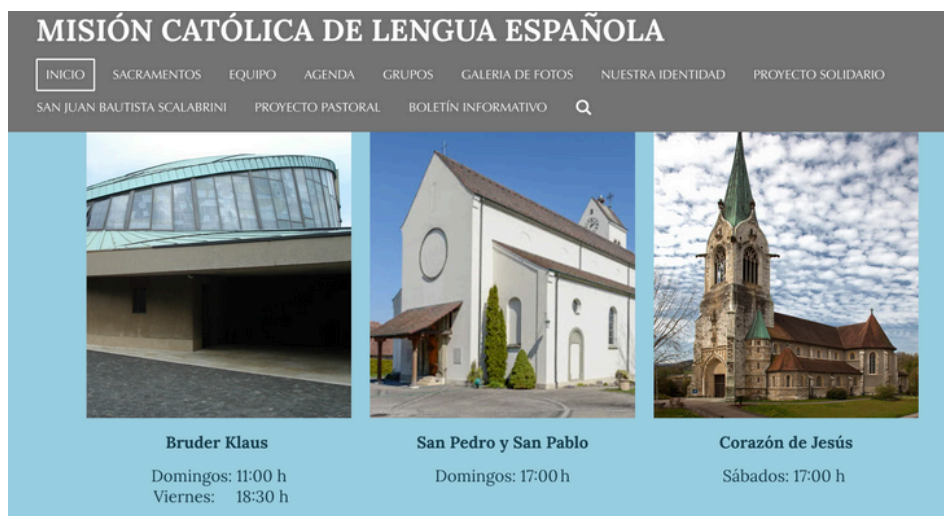 MISIÓN CATÓLICA DE LENGUA ESPAÑOLA
INICIO SACRAMENTOS EQUIPO AGENDA GRUPOS GALERIA DE FOTOS NUESTRA IDENTIDAD PROYECTO SOLIDARIO
SAN JUAN BAUTISTA SCALABRINI PROYECTO PASTORAL BOLETÍN INFORMATIVO
Bruder Klaus
Domingos: 11:00 h
Viernes: 18:30 h
San Pedro y San Pablo
Domingos: 17:00 h
Corazón de Jesús
Sábados: 17:00 h